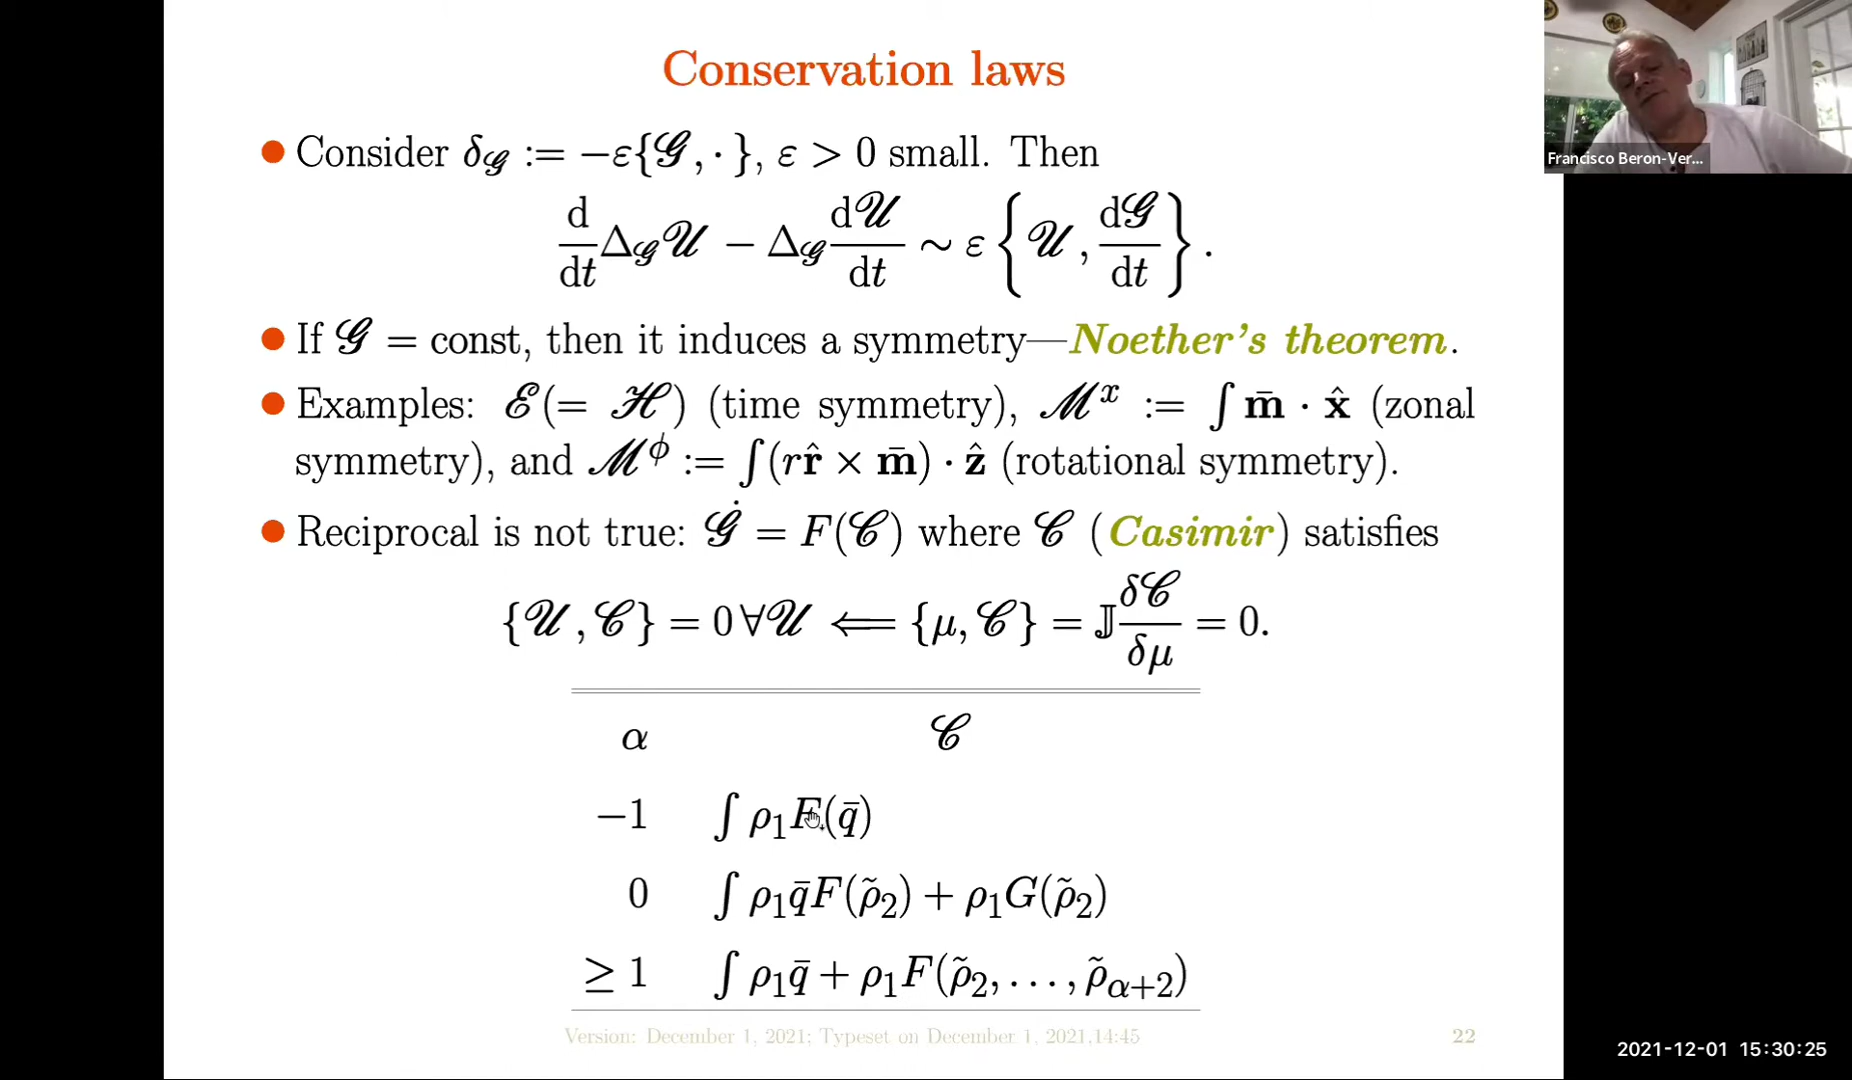 Conservation laws
Francisco Beron-Ver...
• Consider δ_𝒢 := −ε{𝒢, · }, ε > 0 small. Then
d/dt Δ_𝒢 𝒰 − Δ_𝒢 d𝒰/dt ∼ ε {𝒰, d𝒢/dt}.
• If 𝒢 = const, then it induces a symmetry—Noether's theorem.
• Examples: ℰ(= ℋ) (time symmetry), ℳ^x := ∫ m̄ · x̂ (zonal
symmetry), and ℳ^ϕ := ∫(r r̂ × m̄) · ẑ (rotational symmetry).
• Reciprocal is not true: 𝒢̇ = F(𝒞) where 𝒞 (Casimir) satisfies
{𝒰, 𝒞} = 0 ∀𝒰 ⟸ {μ, 𝒞} = 𝕁 δ𝒞/δμ = 0.
α 𝒞
−1 ∫ ρ₁F(q̄)
0 ∫ ρ₁q̄F(ρ̃₂) + ρ₁G(ρ̃₂)
≥ 1 ∫ ρ₁q̄ + ρ₁F(ρ̃₂, . . . , ρ̃_{α+2})
Version: December 1, 2021; Typeset on December 1, 2021,14:45 22
2021-12-01 15:30:25